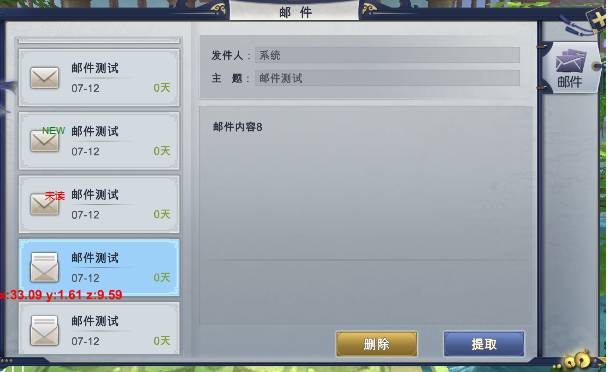 邮 件
邮件测试
07-12
0天
NEW
邮件测试
07-12
0天
未读
邮件测试
07-12
0天
邮件测试
07-12
0天
x:33.09 y:1.61 z:9.59
邮件测试
07-12
0天
发件人：系统
主 题：邮件测试
邮件内容8
删除
提取
邮件